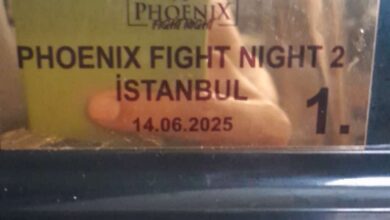 PHOENIX
FIGHT NIGHT
PHOENIX FIGHT NIGHT 2
İSTANBUL
14.06.2025
1.